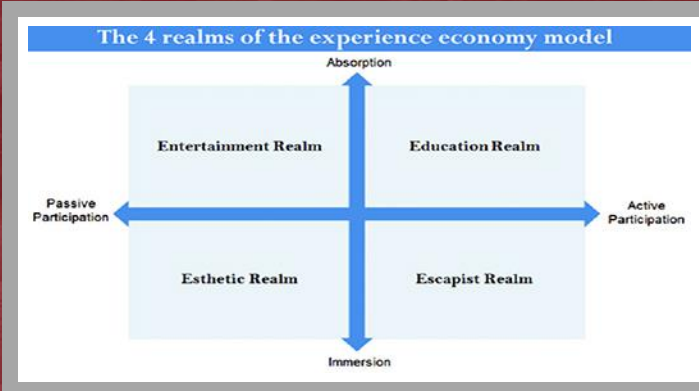 The 4 realms of the experience economy model
Absorption
Entertainment Realm
Education Realm
Passive
Participation
Active
Participation
Esthetic Realm
Escapist Realm
Immersion